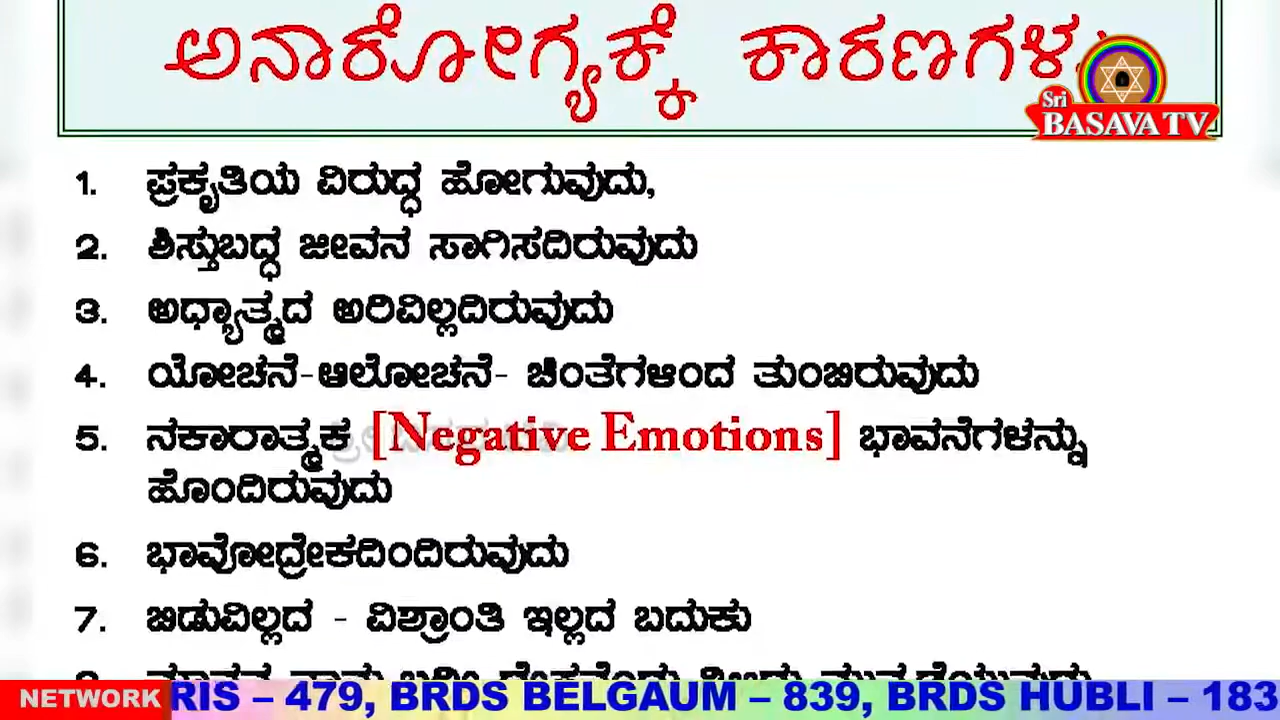 ಅನಾರೋಗ್ಯಕ್ಕೆ ಕಾರಣಗಳು
Sri
BASAVA TV
1. ಪ್ರಕೃತಿಯ ವಿರುದ್ಧ ಹೋಗುವುದು,
2. ಶಿಸ್ತುಬದ್ಧ ಜೀವನ ಸಾಗಿಸದಿರುವುದು
3. ಅಧ್ಯಾತ್ಮದ ಅರಿವಿಲ್ಲದಿರುವುದು
4. ಯೋಚನೆ-ಆಲೋಚನೆ- ಚಿಂತೆಗಳಿಂದ ತುಂಬಿರುವುದು
5. ನಕಾರಾತ್ಮಕ [Negative Emotions] ಭಾವನೆಗಳನ್ನು
ಹೊಂದಿರುವುದು
6. ಭಾವೋದ್ರೇಕದಿಂದಿರುವುದು
7. ಬಿಡುವಿಲ್ಲದ - ವಿಶ್ರಾಂತಿ ಇಲ್ಲದ ಬದುಕು
NETWORK RIS – 479, BRDS BELGAUM – 839, BRDS HUBLI – 183